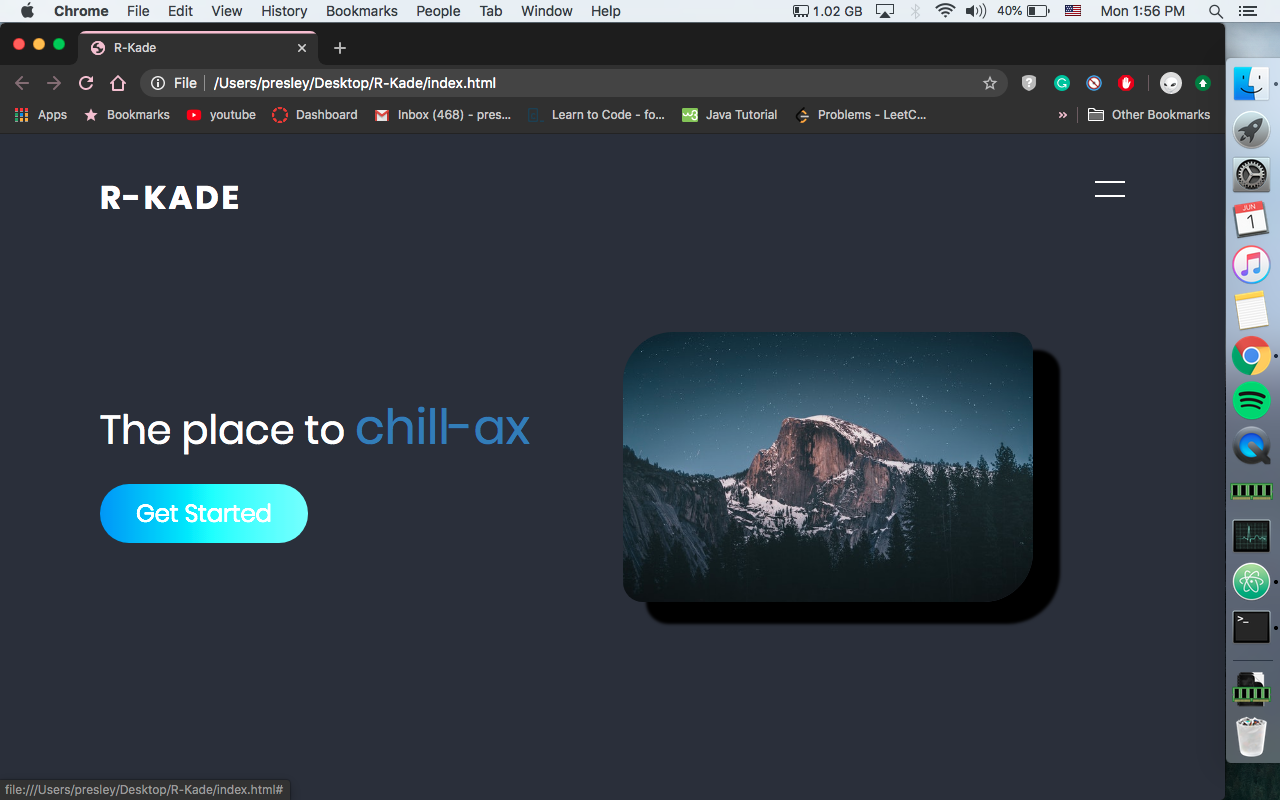 Chrome File Edit View History Bookmarks People Tab Window Help 1.02 GB 40% Mon 1:56 PM
R-Kade
File /Users/presley/Desktop/R-Kade/index.html
Apps Bookmarks youtube Dashboard Inbox (468) - pres... Learn to Code - fo... Java Tutorial Problems - LeetC... » Other Bookmarks
R-KADE
The place to chill-ax
Get Started
file:///Users/presley/Desktop/R-Kade/index.html#
JUN
1
>_